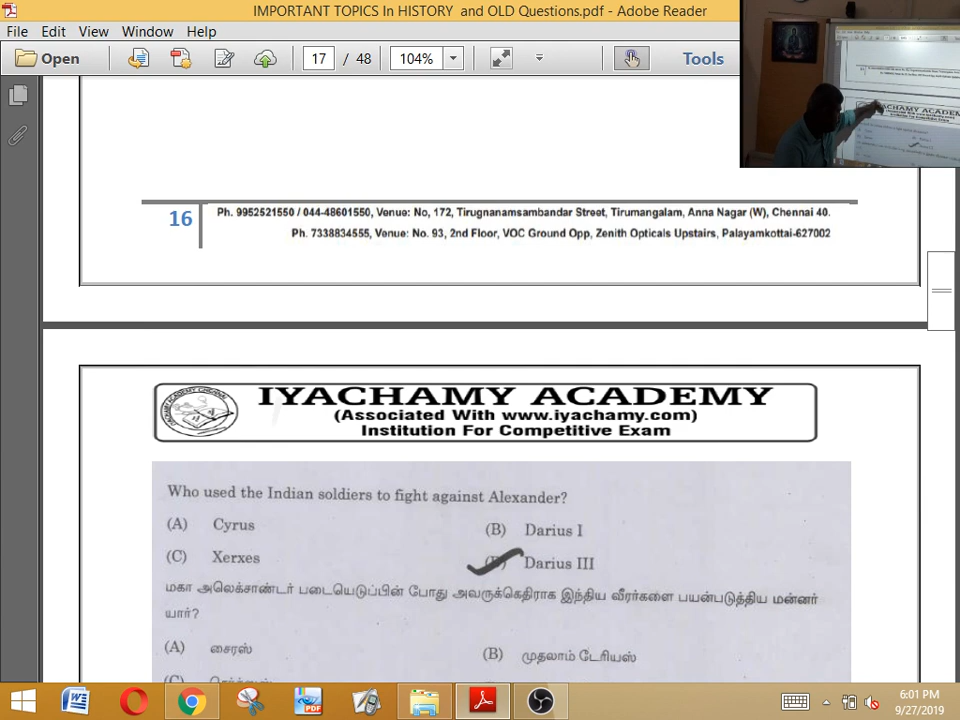 IMPORTANT TOPICS In HISTORY and OLD Questions.pdf - Adobe Reader
File Edit View Window Help
Open 17 / 48 104% Tools
16
Ph. 9952521550 / 044-48601550, Venue: No, 172, Tirugnanamsambandar Street, Tirumangalam, Anna Nagar (W), Chennai 40.
Ph. 7338834555, Venue: No. 93, 2nd Floor, VOC Ground Opp, Zenith Opticals Upstairs, Palayamkottai-627002
IYACHAMY ACADEMY
(Associated With www.iyachamy.com)
Institution For Competitive Exam
Who used the Indian soldiers to fight against Alexander?
(A) Cyrus
(B) Darius I
(C) Xerxes
Darius III
மகா அலெக்சாண்டர் படையெடுப்பின் போது அவருக்கெதிராக இந்திய வீரர்களை பயன்படுத்திய மன்னர்
யார்?
(A) சைரஸ்
(B) முதலாம் டேரியஸ்
6:01 PM
9/27/2019